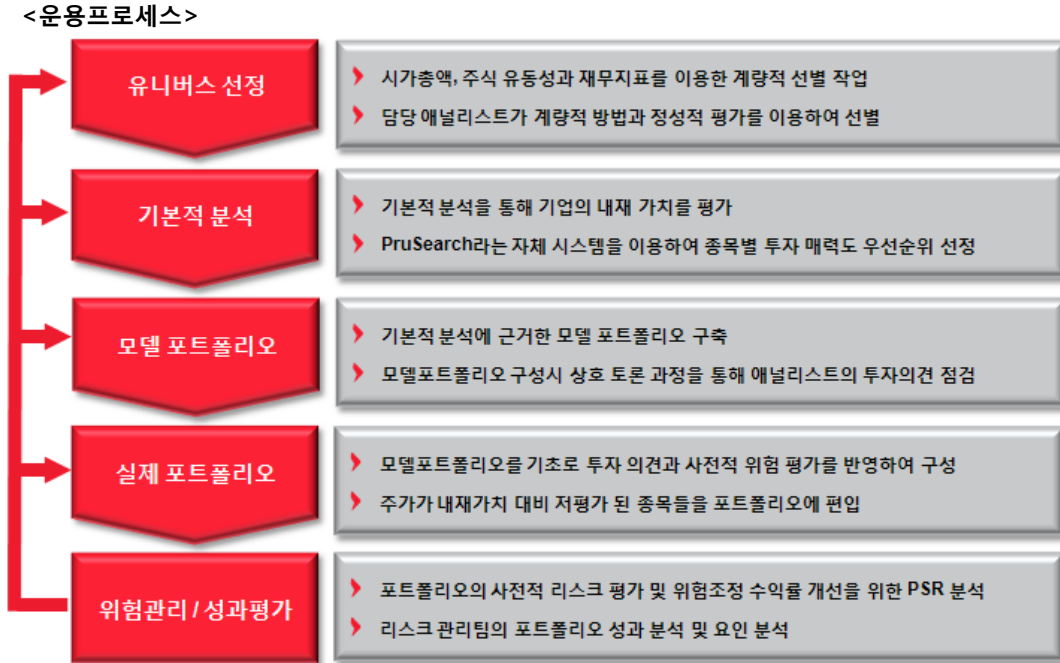 <운용프로세스>
유니버스 선정
시가총액, 주식 유동성과 재무지표를 이용한 계량적 선별 작업
담당 애널리스트가 계량적 방법과 정성적 평가를 이용하여 선별
기본적 분석
기본적 분석을 통해 기업의 내재 가치를 평가
PruSearch라는 자체 시스템을 이용하여 종목별 투자 매력도 우선순위 선정
모델 포트폴리오
기본적 분석에 근거한 모델 포트폴리오 구축
모델포트폴리오 구성시 상호 토론 과정을 통해 애널리스트의 투자의견 점검
실제 포트폴리오
모델포트폴리오를 기초로 투자 의견과 사전적 위험 평가를 반영하여 구성
주가가 내재가치 대비 저평가 된 종목들을 포트폴리오에 편입
위험관리 / 성과평가
포트폴리오의 사전적 리스크 평가 및 위험조정 수익률 개선을 위한 PSR 분석
리스크 관리팀의 포트폴리오 성과 분석 및 요인 분석